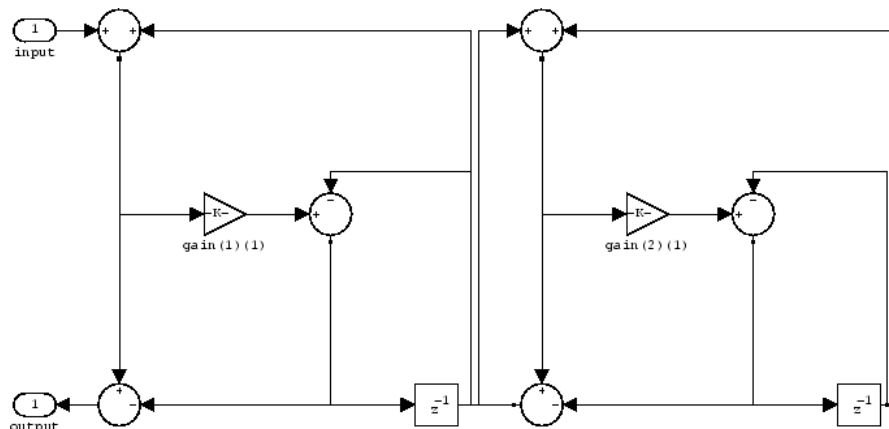 1
input
+ +
+ +
-K-
gain(1)(1)
+
−
-K-
gain(2)(1)
+
−
1
output
+
−
z-1
+
−
z-1